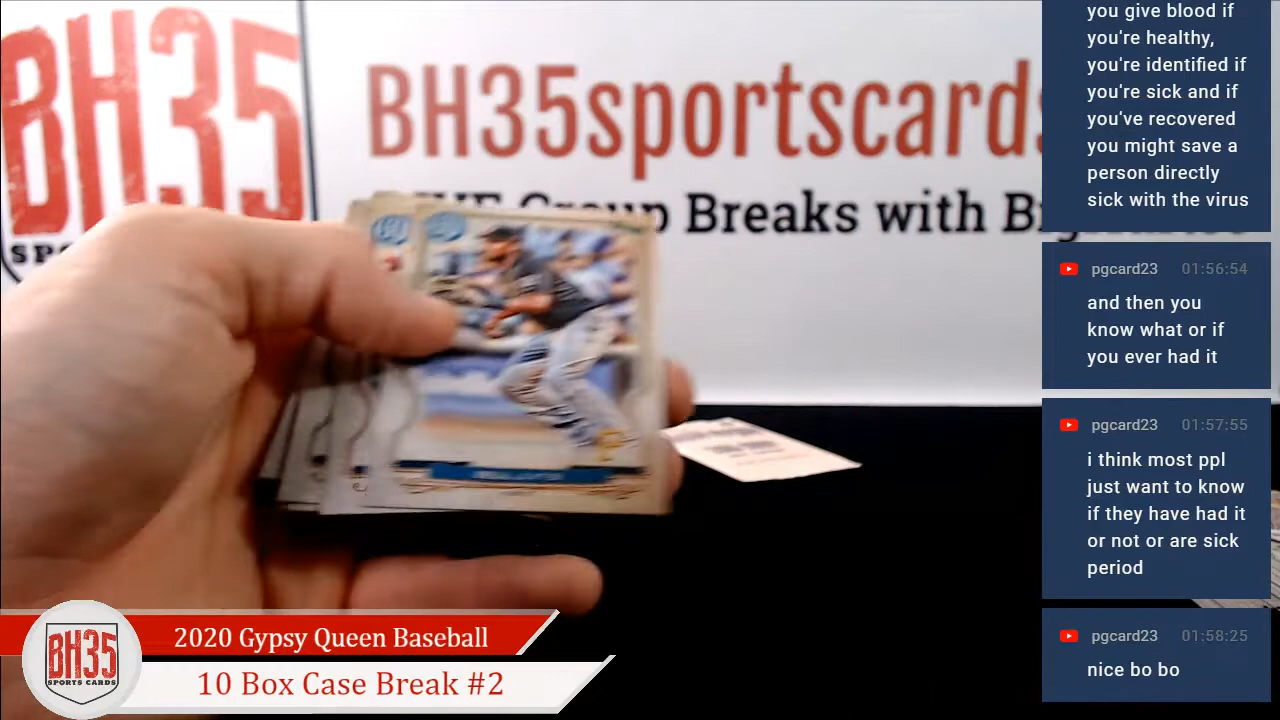 BH35
BH35sportscards
Group Breaks with
you give blood if
you're healthy,
you're identified if
you're sick and if
you've recovered
you might save a
person directly
sick with the virus
pgcard23 01:56:54
and then you
know what or if
you ever had it
pgcard23 01:57:55
i think most ppl
just want to know
if they have had it
or not or are sick
period
pgcard23 01:58:25
nice bo bo
2020 Gypsy Queen Baseball
10 Box Case Break #2
BH35
SPORTS CARDS